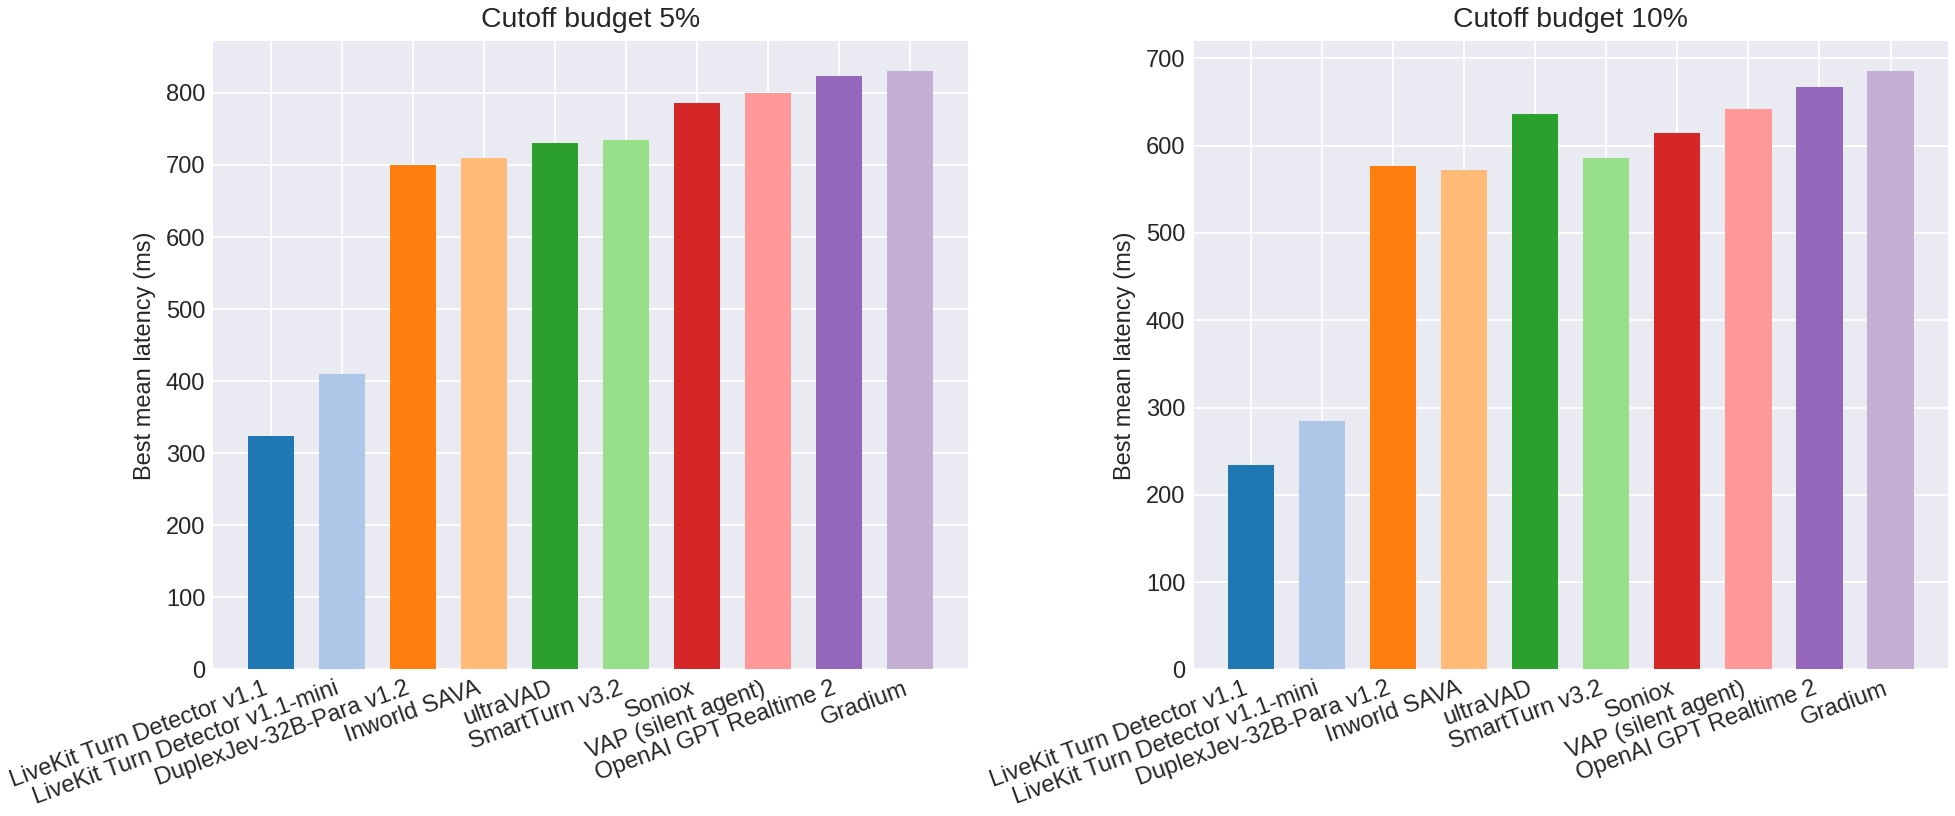 Cutoff budget 5%
Best mean latency (ms)
800
700
600
500
400
300
200
100
0
LiveKit Turn Detector v1.1
LiveKit Turn Detector v1.1-mini
DuplexJev-32B-Para v1.2
Inworld SAVA
ultraVAD
SmartTurn v3.2
Soniox
VAP (silent agent)
OpenAI GPT Realtime 2
Gradium
Cutoff budget 10%
Best mean latency (ms)
700
600
500
400
300
200
100
0
LiveKit Turn Detector v1.1
LiveKit Turn Detector v1.1-mini
DuplexJev-32B-Para v1.2
Inworld SAVA
ultraVAD
SmartTurn v3.2
Soniox
VAP (silent agent)
OpenAI GPT Realtime 2
Gradium